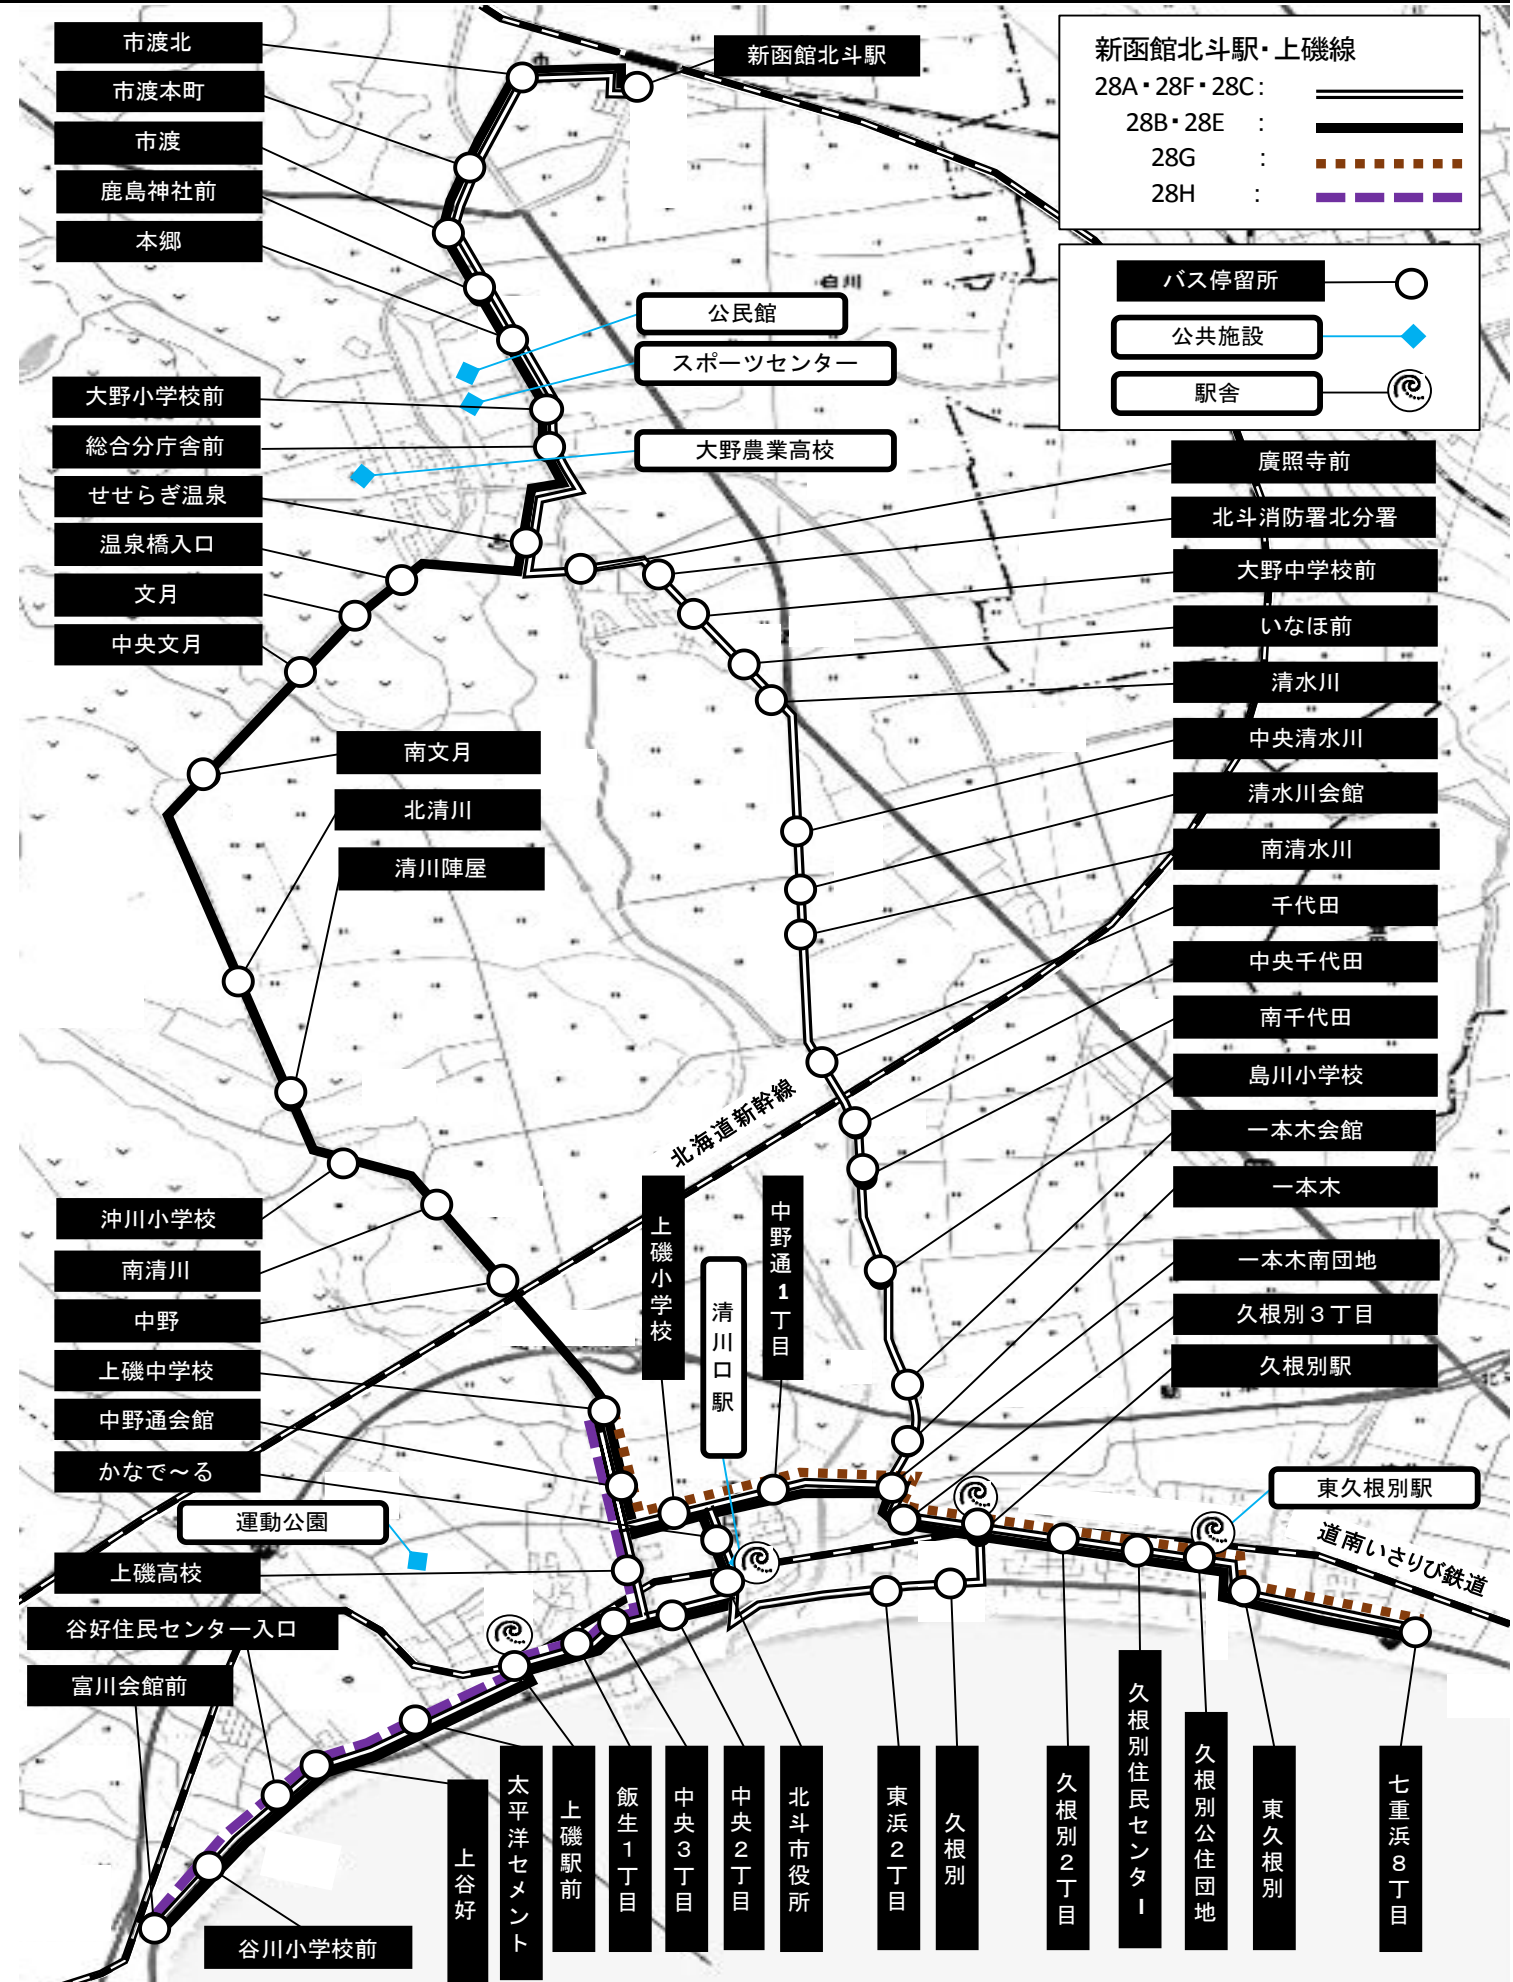 新函館北斗駅・上磯線
28A・28F・28C：
28B・28E　：
28G　：
28H　：
バス停留所
公共施設
駅舎
市渡北
市渡本町
市渡
鹿島神社前
本郷
新函館北斗駅
公民館
スポーツセンター
大野農業高校
大野小学校前
総合分庁舎前
せせらぎ温泉
温泉橋入口
文月
中央文月
南文月
北清川
清川陣屋
白川
廣照寺前
北斗消防署北分署
大野中学校前
いなほ前
清水川
中央清水川
清水川会館
南清水川
千代田
中央千代田
南千代田
島川小学校
一本木会館
一本木
一本木南団地
久根別３丁目
久根別駅
北海道新幹線
沖川小学校
南清川
中野
上磯中学校
中野通会館
かなで～る
運動公園
上磯高校
谷好住民センター入口
富川会館前
谷川小学校前
上磯小学校
清川口駅
中野通１丁目
東久根別駅
道南いさりび鉄道
上谷好
太平洋セメント
上磯駅前
飯生１丁目
中央３丁目
中央２丁目
北斗市役所
東浜２丁目
久根別
久根別２丁目
久根別住民センター
久根別公住団地
東久根別
七重浜８丁目